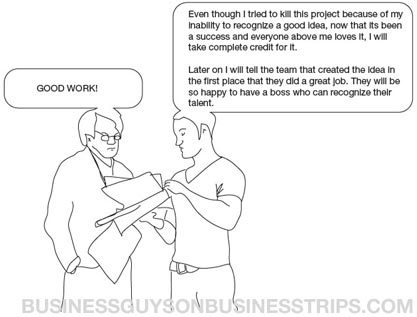 GOOD WORK!
Even though I tried to kill this project because of my
inability to recognize a good idea, now that its been
a success and everyone above me loves it, I will
take complete credit for it.
Later on I will tell the team that created the idea in
the first place that they did a great job. They will be
so happy to have a boss who can recognize their
talent.
BUSINESSGUYSONBUSINESSTRIPS.COM